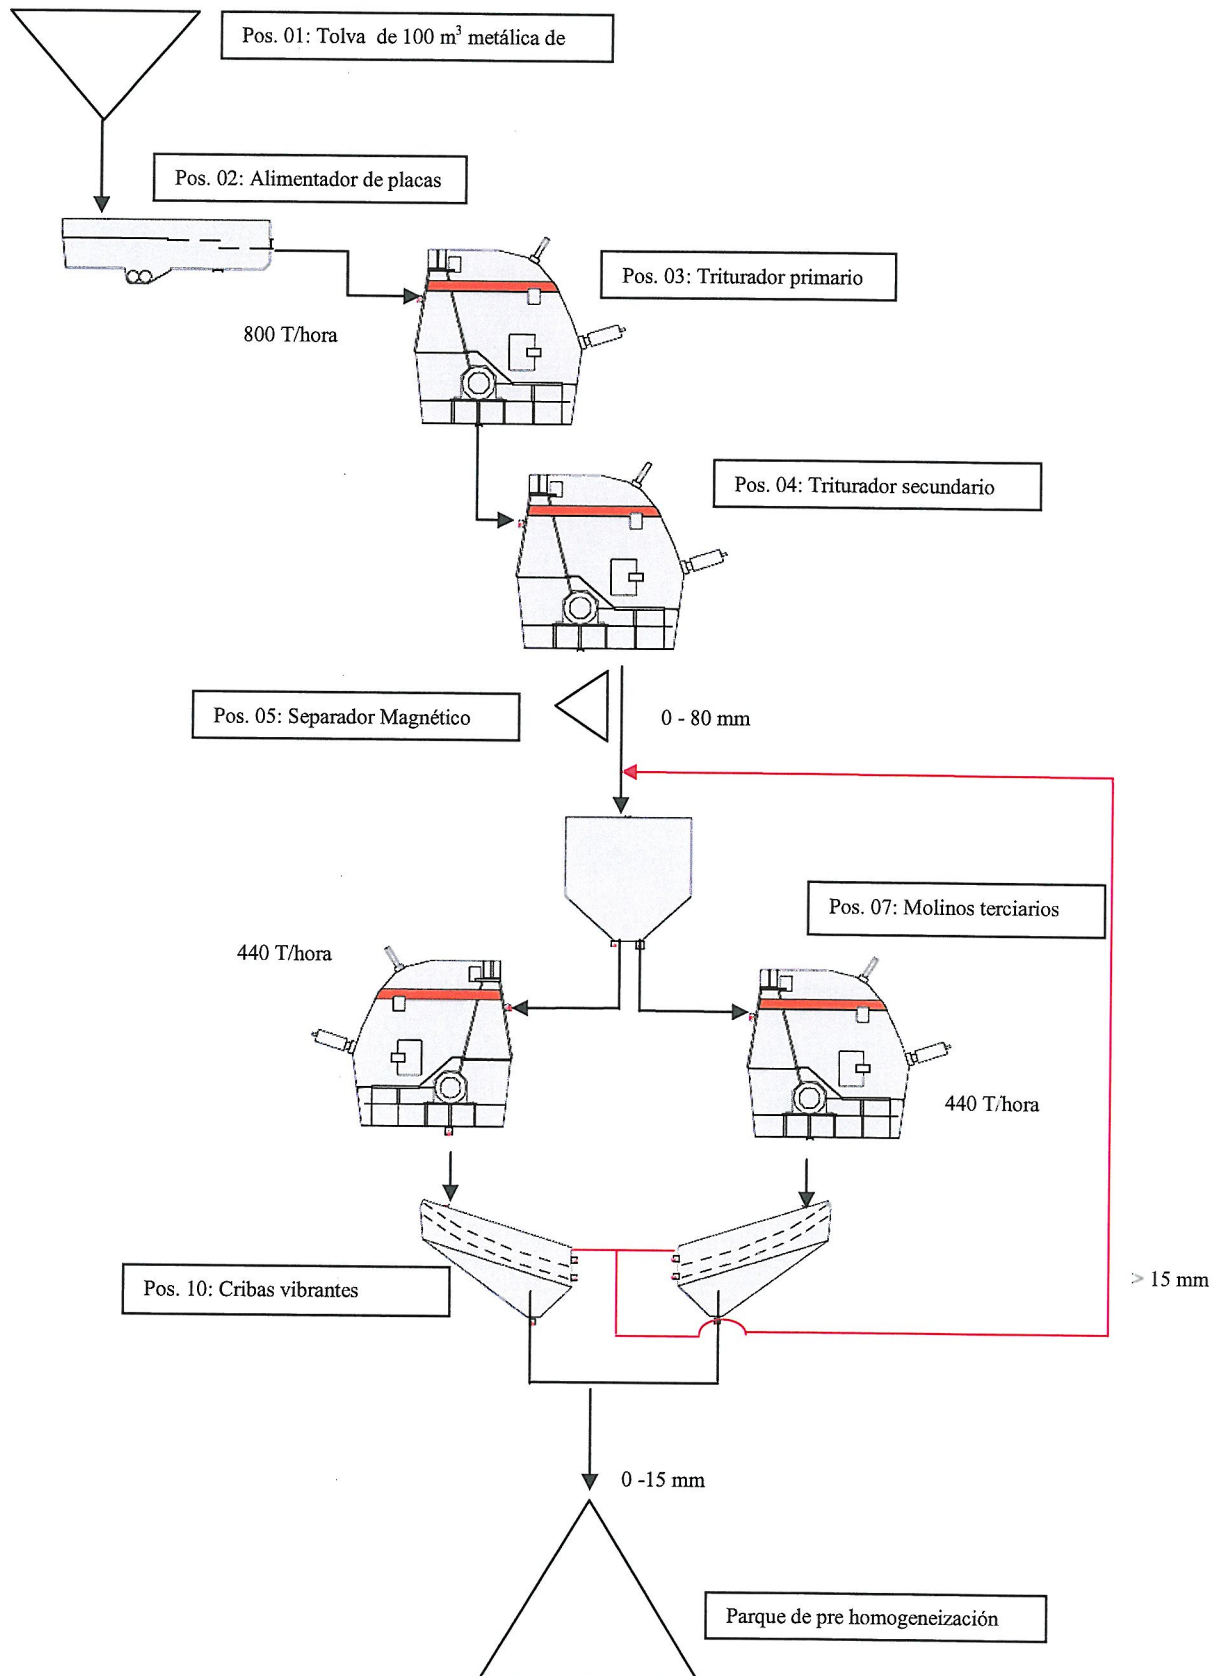 Pos. 01: Tolva de 100 m³ metálica de
Pos. 02: Alimentador de placas
Pos. 03: Triturador primario
800 T/hora
Pos. 04: Triturador secundario
Pos. 05: Separador Magnético
0 - 80 mm
Pos. 07: Molinos terciarios
440 T/hora
440 T/hora
> 15 mm
Pos. 10: Cribas vibrantes
0 -15 mm
Parque de pre homogeneización